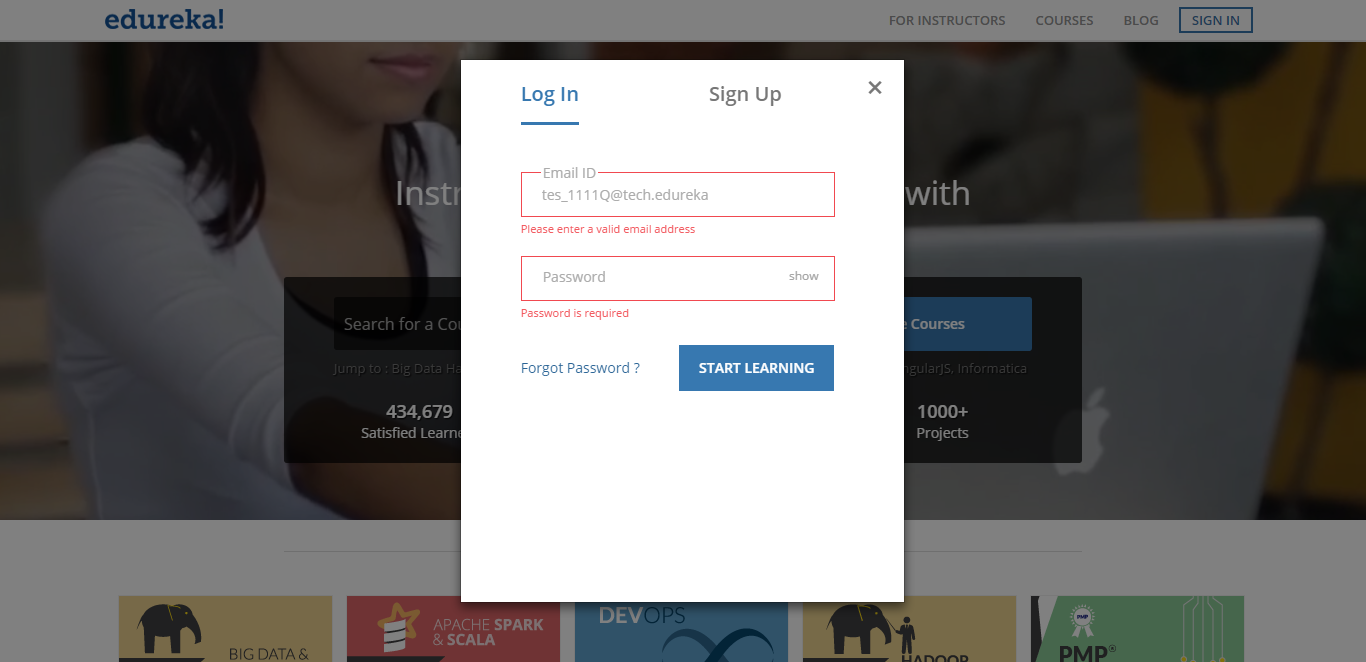 edureka!
FOR INSTRUCTORS COURSES BLOG SIGN IN
Log In Sign Up ×
Email ID
tes_1111Q@tech.edureka
Please enter a valid email address
Password show
Password is required
Forgot Password ? START LEARNING
Inst with
Search for a Cou Courses
Jump to : Big Data Ha ngularJS, Informatica
434,679 1000+
Satisfied Learne Projects
BIG DATA &
APACHE SPARK
& SCALA
DEVOPS
HADOOP
PMP
PMP®